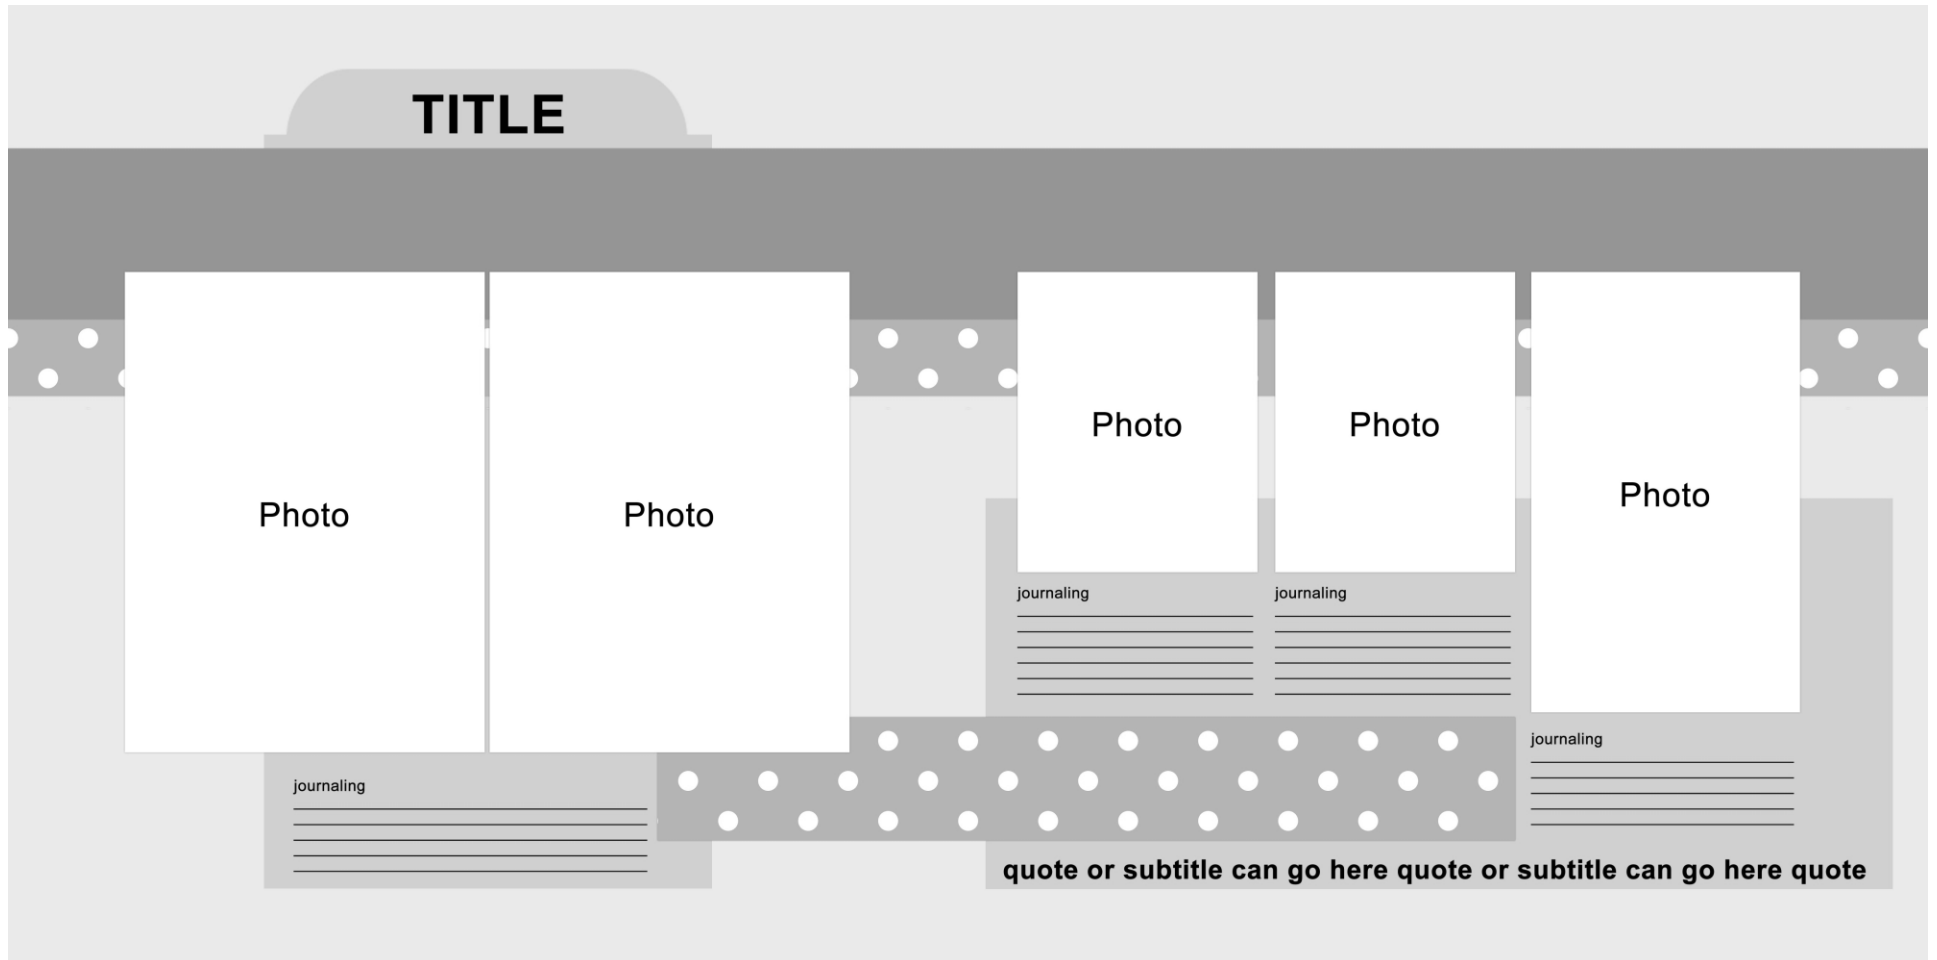 TITLE
Photo
Photo
Photo
Photo
Photo
journaling
journaling
journaling
journaling
quote or subtitle can go here quote or subtitle can go here quote